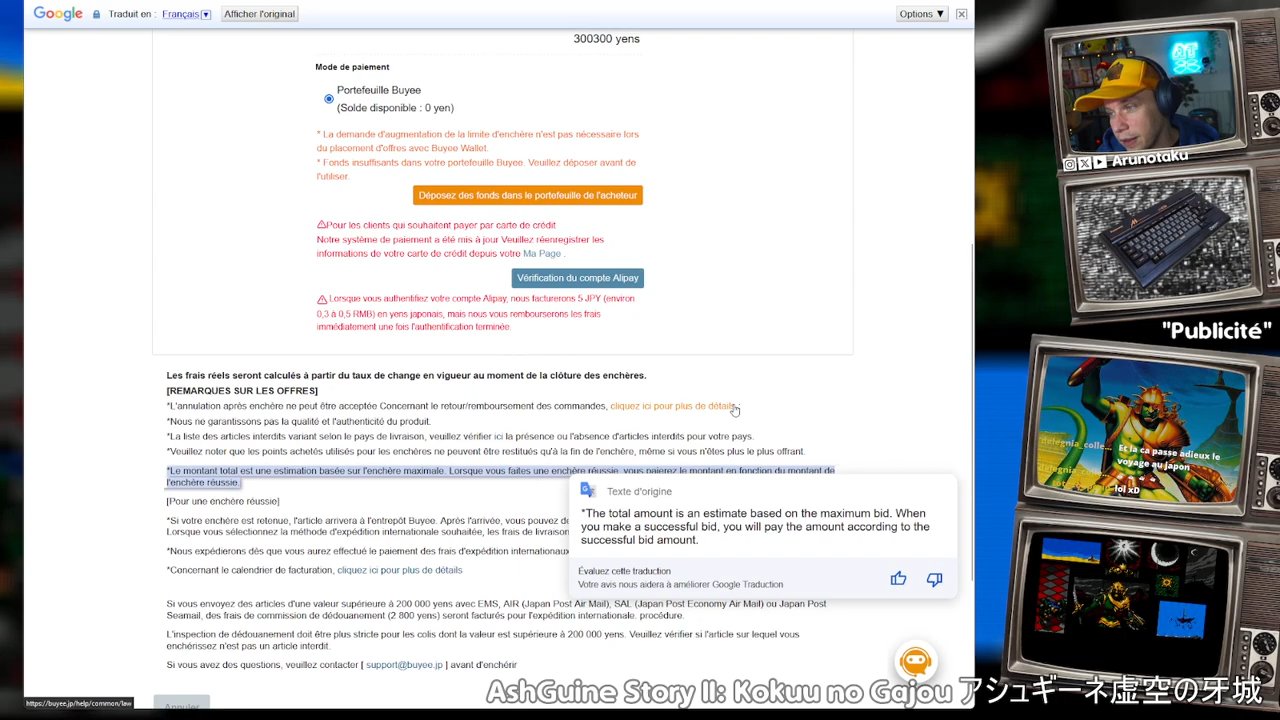 Google Traduit en : Français ▼ Afficher l'original Options ▼
300300 yens
Mode de paiement
Portefeuille Buyee
(Solde disponible : 0 yen)
* La demande d'augmentation de la limite d'enchère n'est pas nécessaire lors
du placement d'offres avec Buyee Wallet.
* Fonds insuffisants dans votre portefeuille Buyee. Veuillez déposer avant de
l'utiliser.
Déposez des fonds dans le portefeuille de l'acheteur
Pour les clients qui souhaitent payer par carte de crédit
Notre système de paiement a été mis à jour Veuillez réenregistrer les
informations de votre carte de crédit depuis votre Ma Page .
Vérification du compte Alipay
Lorsque vous authentifiez votre compte Alipay, nous facturerons 5 JPY (environ
0,3 à 0,5 RMB) en yens japonais, mais nous vous rembourserons les frais
immédiatement une fois l'authentification terminée.
Les frais réels seront calculés à partir du taux de change en vigueur au moment de la clôture des enchères.
[REMARQUES SUR LES OFFRES]
*L'annulation après enchère ne peut être acceptée Concernant le retour/remboursement des commandes, cliquez ici pour plus de détails .
*Nous ne garantissons pas la qualité et l'authenticité du produit.
*La liste des articles interdits variant selon le pays de livraison, veuillez vérifier ici la présence ou l'absence d'articles interdits pour votre pays.
*Veuillez noter que les points achetés utilisés pour les enchères ne peuvent être restitués qu'à la fin de l'enchère, même si vous n'êtes plus le plus offrant.
*Le montant total est une estimation basée sur l'enchère maximale. Lorsque vous faites une enchère réussie, vous paierez le montant en fonction du montant de
l'enchère réussie.
[Pour une enchère réussie]
*Si votre enchère est retenue, l'article arrivera à l'entrepôt Buyee. Après l'arrivée, vous pouvez de
Lorsque vous sélectionnez la méthode d'expédition internationale souhaitée, les frais de livraison
*Nous expédierons dès que vous aurez effectué le paiement des frais d'expédition internationaux
*Concernant le calendrier de facturation, cliquez ici pour plus de détails
Texte d'origine
*The total amount is an estimate based on the maximum bid. When
you make a successful bid, you will pay the amount according to the
successful bid amount.
Évaluez cette traduction
Votre avis nous aidera à améliorer Google Traduction
Si vous envoyez des articles d'une valeur supérieure à 200 000 yens avec EMS, AIR (Japan Post Air Mail), SAL (Japan Post Economy Air Mail) ou Japan Post
Seamail, des frais de commission de dédouanement (2 800 yens) seront facturés pour l'expédition internationale. procédure.
L'inspection de dédouanement doit être plus stricte pour les colis dont la valeur est supérieure à 200 000 yens. Veuillez vérifier si l'article sur lequel vous
enchérissez n'est pas un article interdit.
Si vous avez des questions, veuillez contacter | support@buyee.jp | avant d'enchérir
Annuler
https://buyee.jp/help/common/law
Arunotaku
"Publicité"
delegnia_colle...
Et la ca passe adieux le
voyage au japon
lol xD
AshGuine Story II: Kokuu no Gajou アシュギーネ虚空の牙城